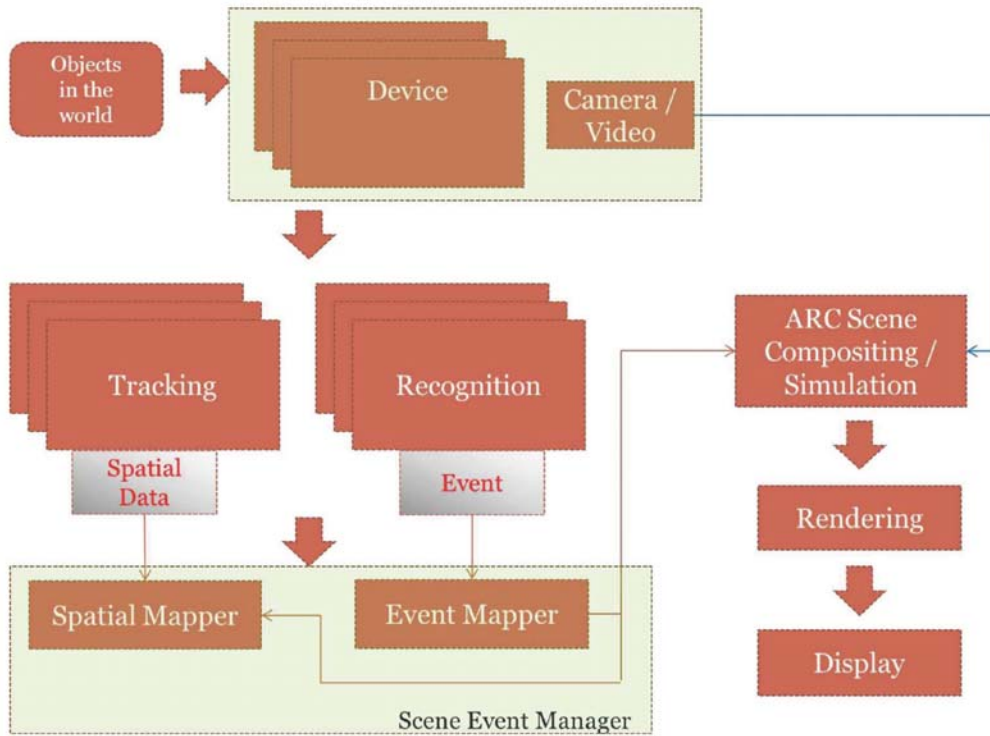 Objects
in the
world
Device
Camera /
Video
Tracking
Recognition
ARC Scene
Compositing /
Simulation
Spatial
Data
Event
Rendering
Spatial Mapper
Event Mapper
Display
Scene Event Manager